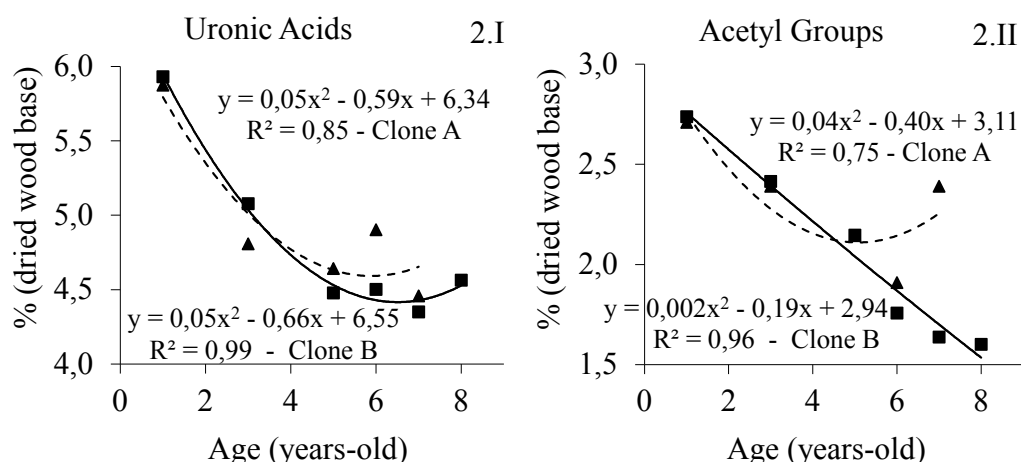 Uronic Acids 2.I
% (dried wood base)
6,0
5,5
5,0
4,5
4,0
y = 0,05x² - 0,59x + 6,34
R² = 0,85 - Clone A
y = 0,05x² - 0,66x + 6,55
R² = 0,99 - Clone B
0 2 4 6 8
Age (years-old)
Acetyl Groups 2.II
% (dried wood base)
3,0
2,5
2,0
1,5
y = 0,04x² - 0,40x + 3,11
R² = 0,75 - Clone A
y = 0,002x² - 0,19x + 2,94
R² = 0,96 - Clone B
0 2 4 6 8
Age (years-old)